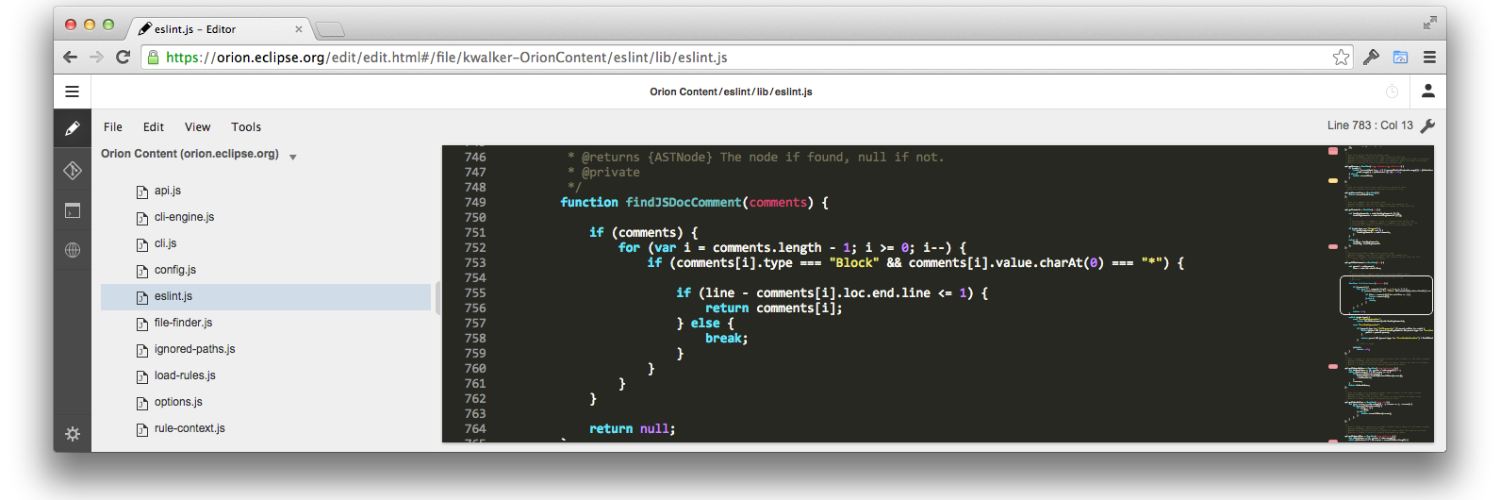 eslint.js – Editor
https://orion.eclipse.org/edit/edit.html#/file/kwalker-OrionContent/eslint/lib/eslint.js
Orion Content/eslint/lib/eslint.js
File Edit View Tools
Line 783 : Col 13
Orion Content (orion.eclipse.org)
api.js
cli-engine.js
cli.js
config.js
eslint.js
file-finder.js
ignored-paths.js
load-rules.js
options.js
rule-context.js
746 * @returns {ASTNode} The node if found, null if not.
747 * @private
748 */
749 function findJSDocComment(comments) {
750
751 if (comments) {
752 for (var i = comments.length - 1; i >= 0; i--) {
753 if (comments[i].type === "Block" && comments[i].value.charAt(0) === "*") {
754
755 if (line - comments[i].loc.end.line <= 1) {
756 return comments[i];
757 } else {
758 break;
759 }
760 }
761 }
762 }
763
764 return null;